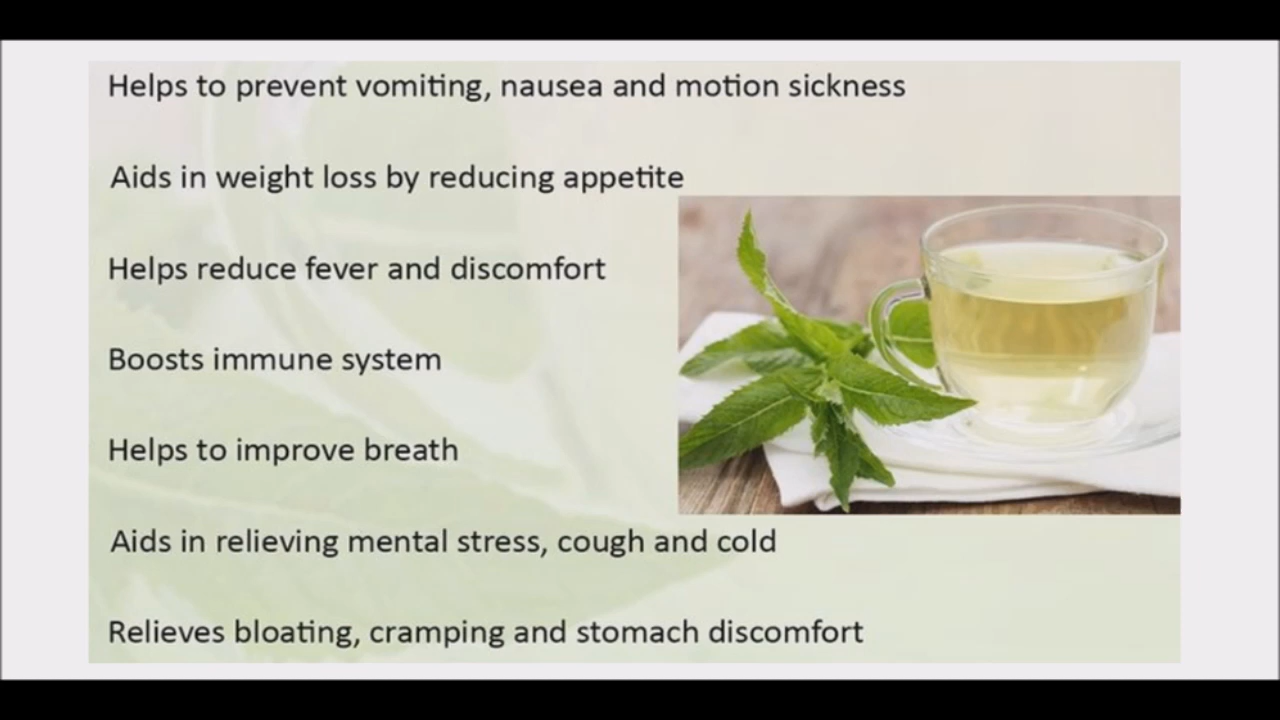 Helps to prevent vomiting, nausea and motion sickness
Aids in weight loss by reducing appetite
Helps reduce fever and discomfort
Boosts immune system
Helps to improve breath
Aids in relieving mental stress, cough and cold
Relieves bloating, cramping and stomach discomfort